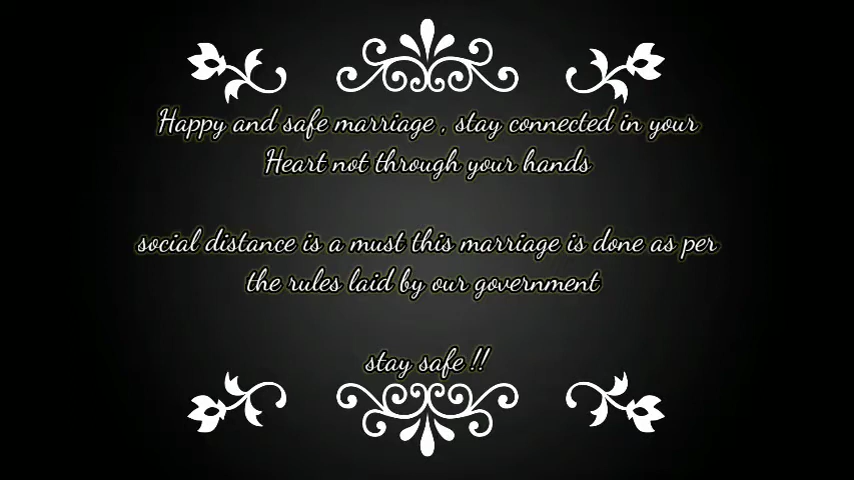 Happy and safe marriage , stay connected in your
Heart not through your hands
social distance is a must this marriage is done as per
the rules laid by our government
stay safe !!